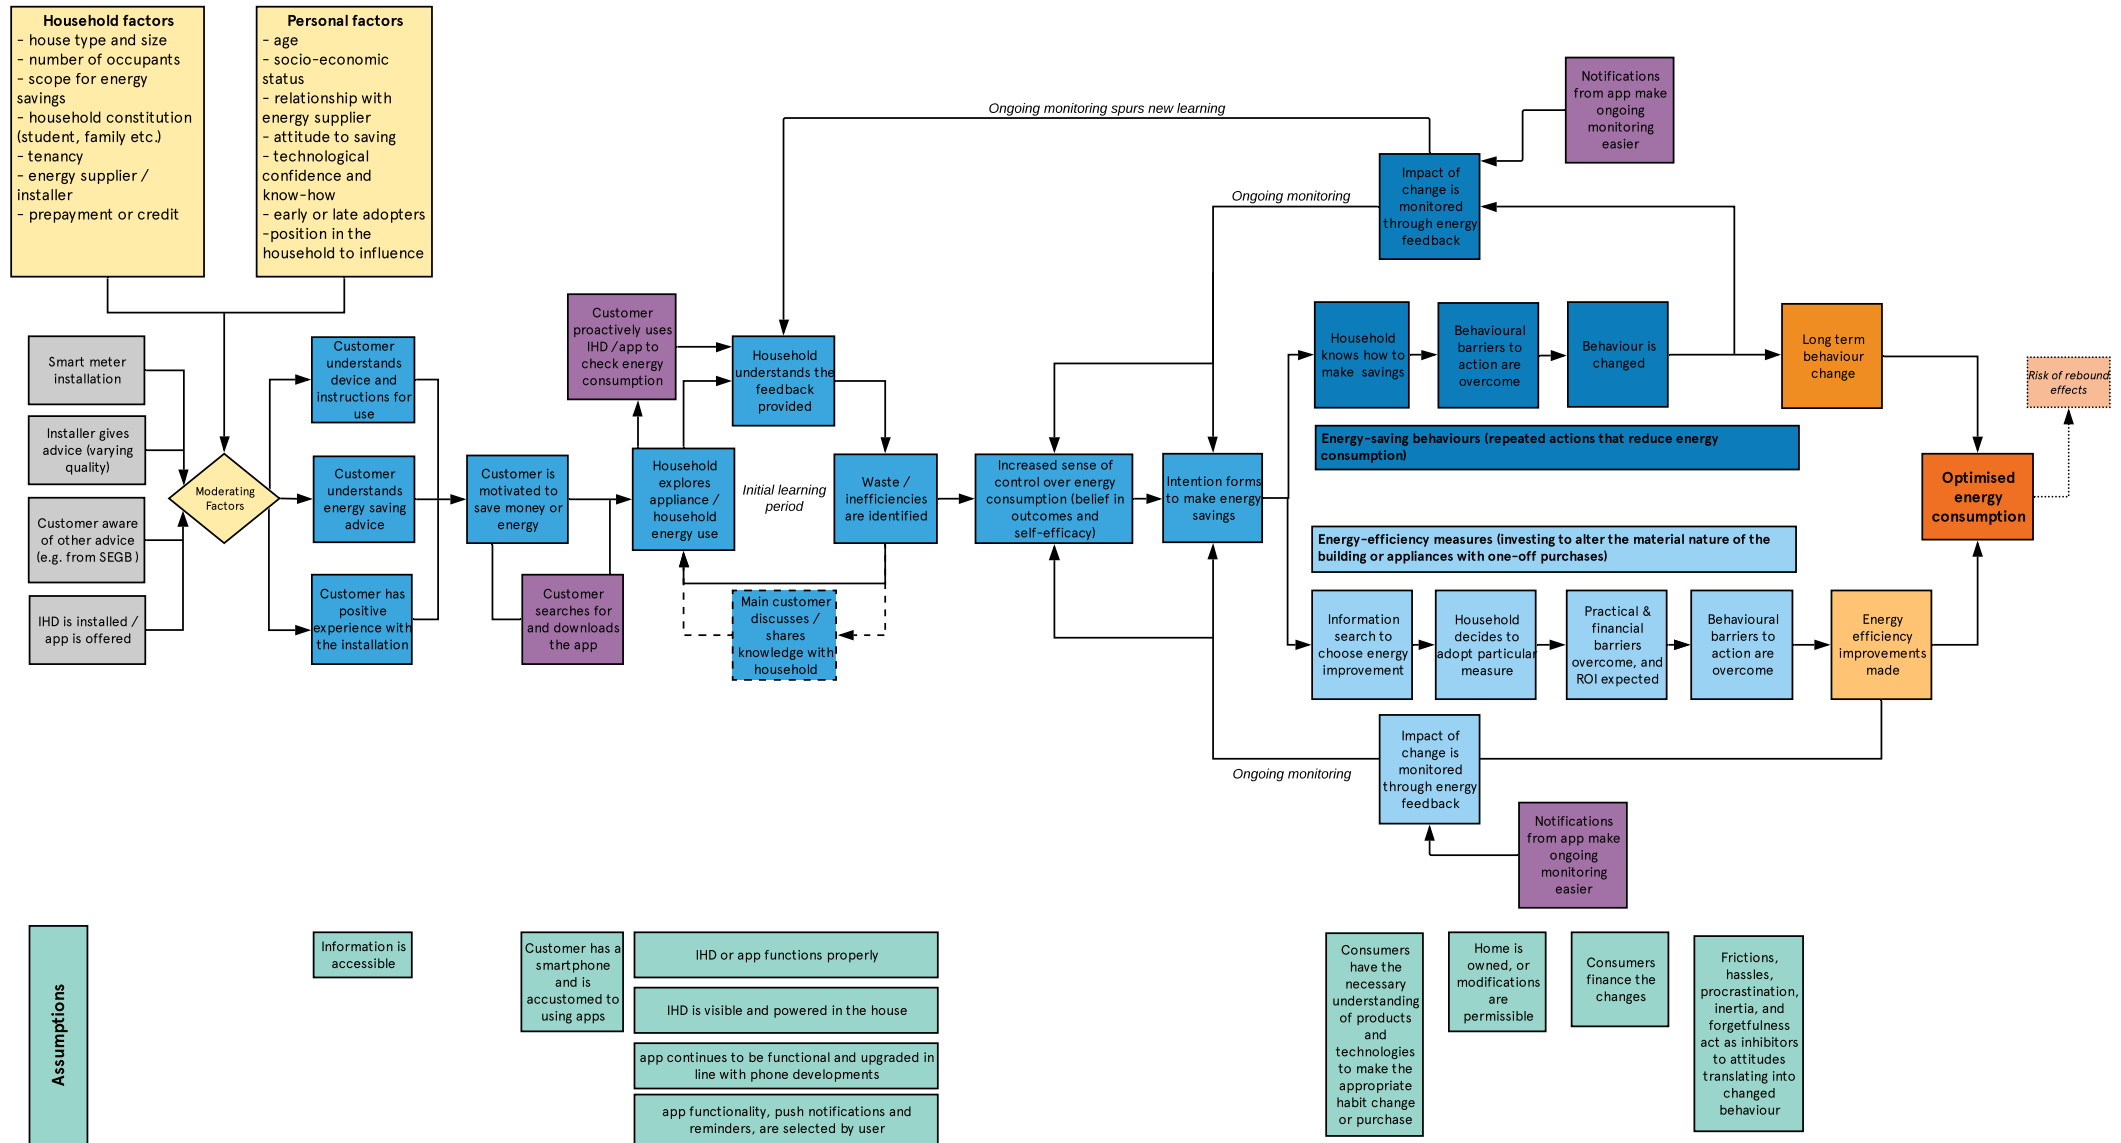 Household factors
- house type and size
- number of occupants
- scope for energy
savings
- household constitution
(student, family etc.)
- tenancy
- energy supplier /
installer
- prepayment or credit
Personal factors
- age
- socio-economic
status
- relationship with
energy supplier
- attitude to saving
- technological
confidence and
know-how
- early or late adopters
-position in the
household to influence
Smart meter
installation
Installer gives
advice (varying
quality)
Customer aware
of other advice
(e.g. from SEGB )
IHD is installed /
app is offered
Moderating
Factors
Customer
understands
device and
instructions for
use
Customer
understands
energy saving
advice
Customer has
positive
experience with
the installation
Customer is
motivated to
save money or
energy
Customer
searches for
and downloads
the app
Customer
proactively uses
IHD /app to
check energy
consumption
Household
explores
appliance /
household
energy use
Household
understands the
feedback
provided
Initial learning
period
Main customer
discusses /
shares
knowledge with
household
Waste /
inefficiencies
are identified
Increased sense of
control over energy
consumption (belief in
outcomes and
self-efficacy)
Intention forms
to make energy
savings
Ongoing monitoring spurs new learning
Ongoing monitoring
Impact of
change is
monitored
through energy
feedback
Notifications
from app make
ongoing
monitoring
easier
Household
knows how to
make savings
Behavioural
barriers to
action are
overcome
Behaviour is
changed
Long term
behaviour
change
Energy-saving behaviours (repeated actions that reduce energy
consumption)
Optimised
energy
consumption
Risk of rebound
effects
Energy-efficiency measures (investing to alter the material nature of the
building or appliances with one-off purchases)
Information
search to
choose energy
improvement
Household
decides to
adopt particular
measure
Practical &
financial
barriers
overcome, and
ROI expected
Behavioural
barriers to
action are
overcome
Energy
efficiency
improvements
made
Impact of
change is
monitored
through energy
feedback
Ongoing monitoring
Notifications
from app make
ongoing
monitoring
easier
Assumptions
Information is
accessible
Customer has a
smartphone
and is
accustomed to
using apps
IHD or app functions properly
IHD is visible and powered in the house
app continues to be functional and upgraded in
line with phone developments
app functionality, push notifications and
reminders, are selected by user
Consumers
have the
necessary
understanding
of products
and
technologies
to make the
appropriate
habit change
or purchase
Home is
owned, or
modifications
are
permissible
Consumers
finance the
changes
Frictions,
hassles,
procrastination,
inertia, and
forgetfulness
act as inhibitors
to attitudes
translating into
changed
behaviour